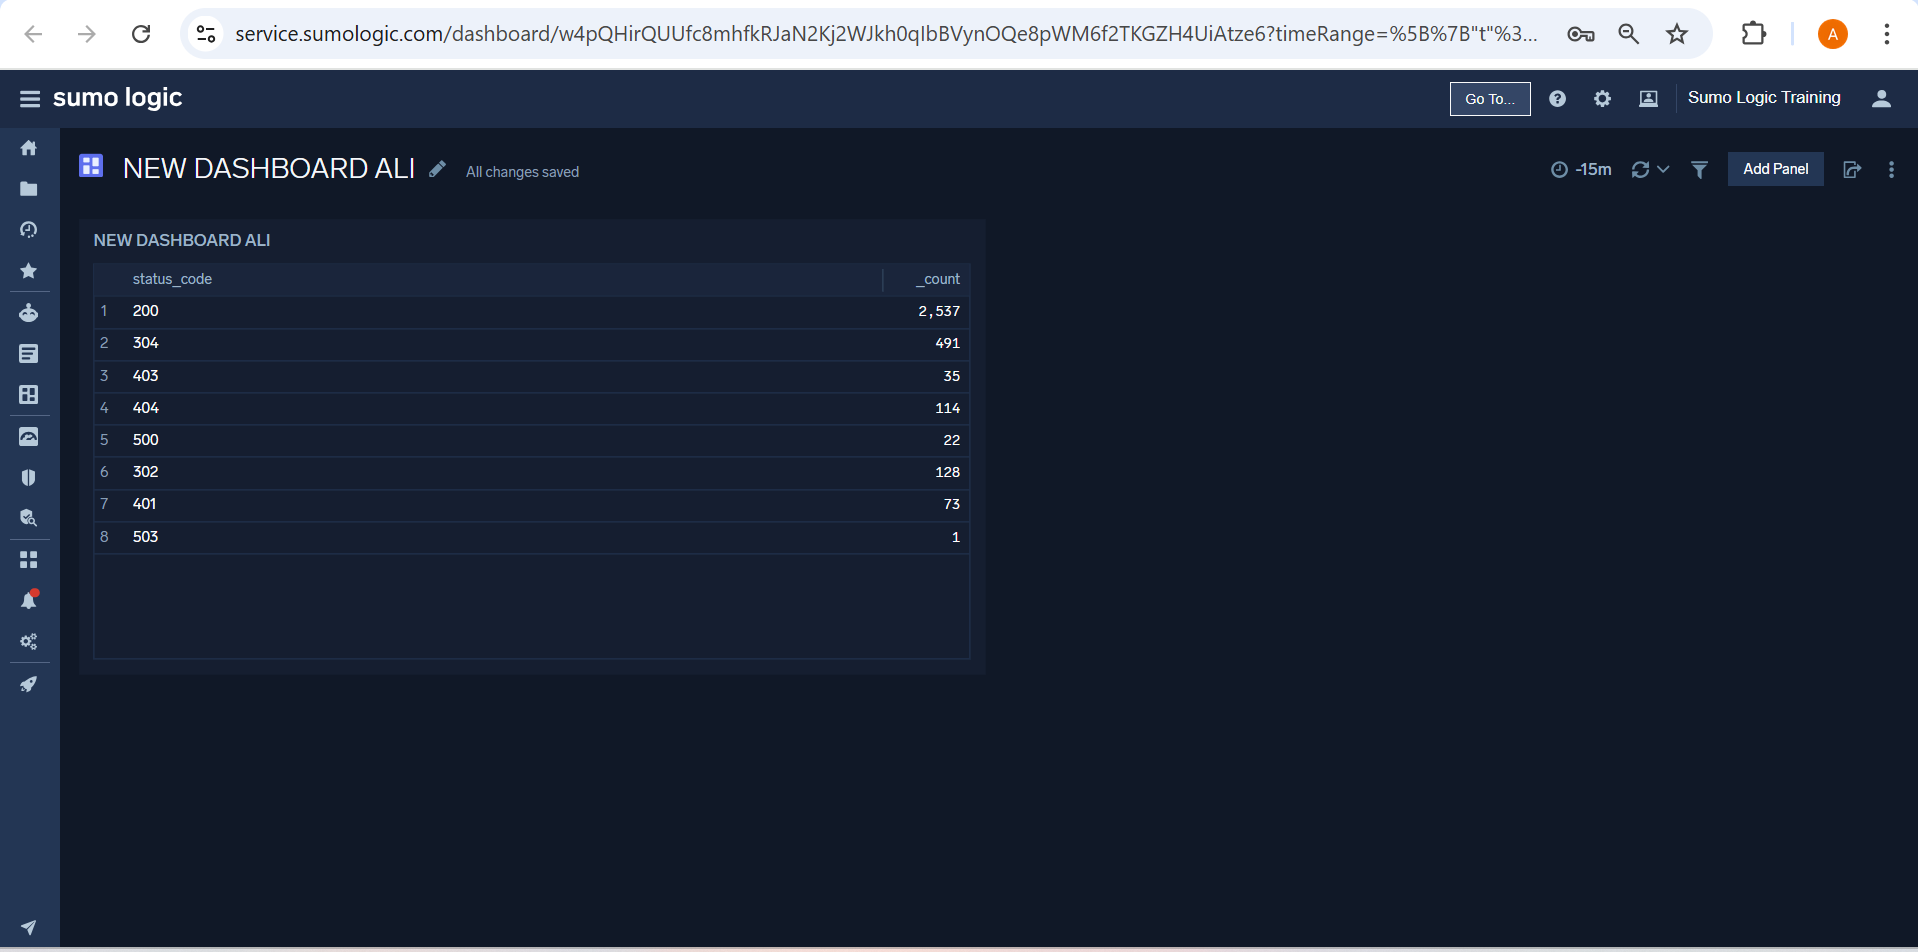 service.sumologic.com/dashboard/w4pQHirQUUfc8mhfkRJaN2Kj2WJkh0qIbBVynOQe8pWM6f2TKGZH4UiAtze6?timeRange=%5B%7B"t"%3...
A
sumo logic
Go To...
Sumo Logic Training
NEW DASHBOARD ALI
All changes saved
-15m
Add Panel
NEW DASHBOARD ALI
status_code _count
1 200 2,537
2 304 491
3 403 35
4 404 114
5 500 22
6 302 128
7 401 73
8 503 1